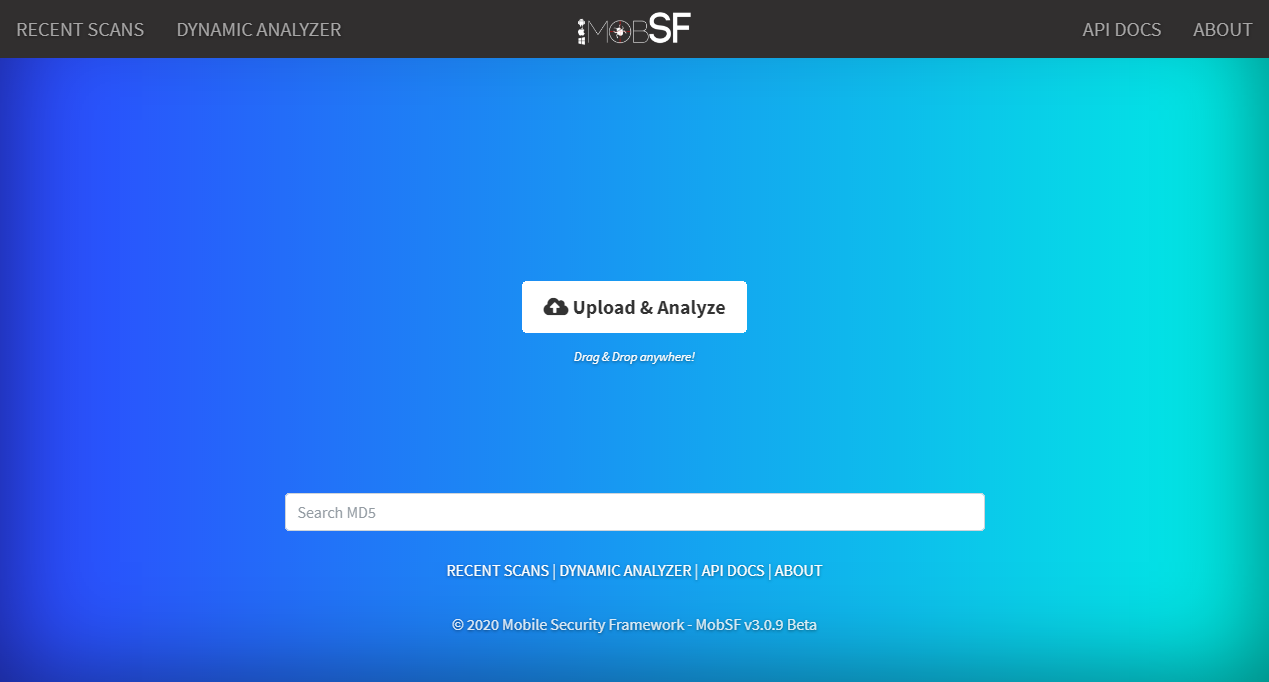 RECENT SCANS DYNAMIC ANALYZER MOBSF API DOCS ABOUT
Upload & Analyze
Drag & Drop anywhere!
Search MD5
RECENT SCANS | DYNAMIC ANALYZER | API DOCS | ABOUT
© 2020 Mobile Security Framework - MobSF v3.0.9 Beta